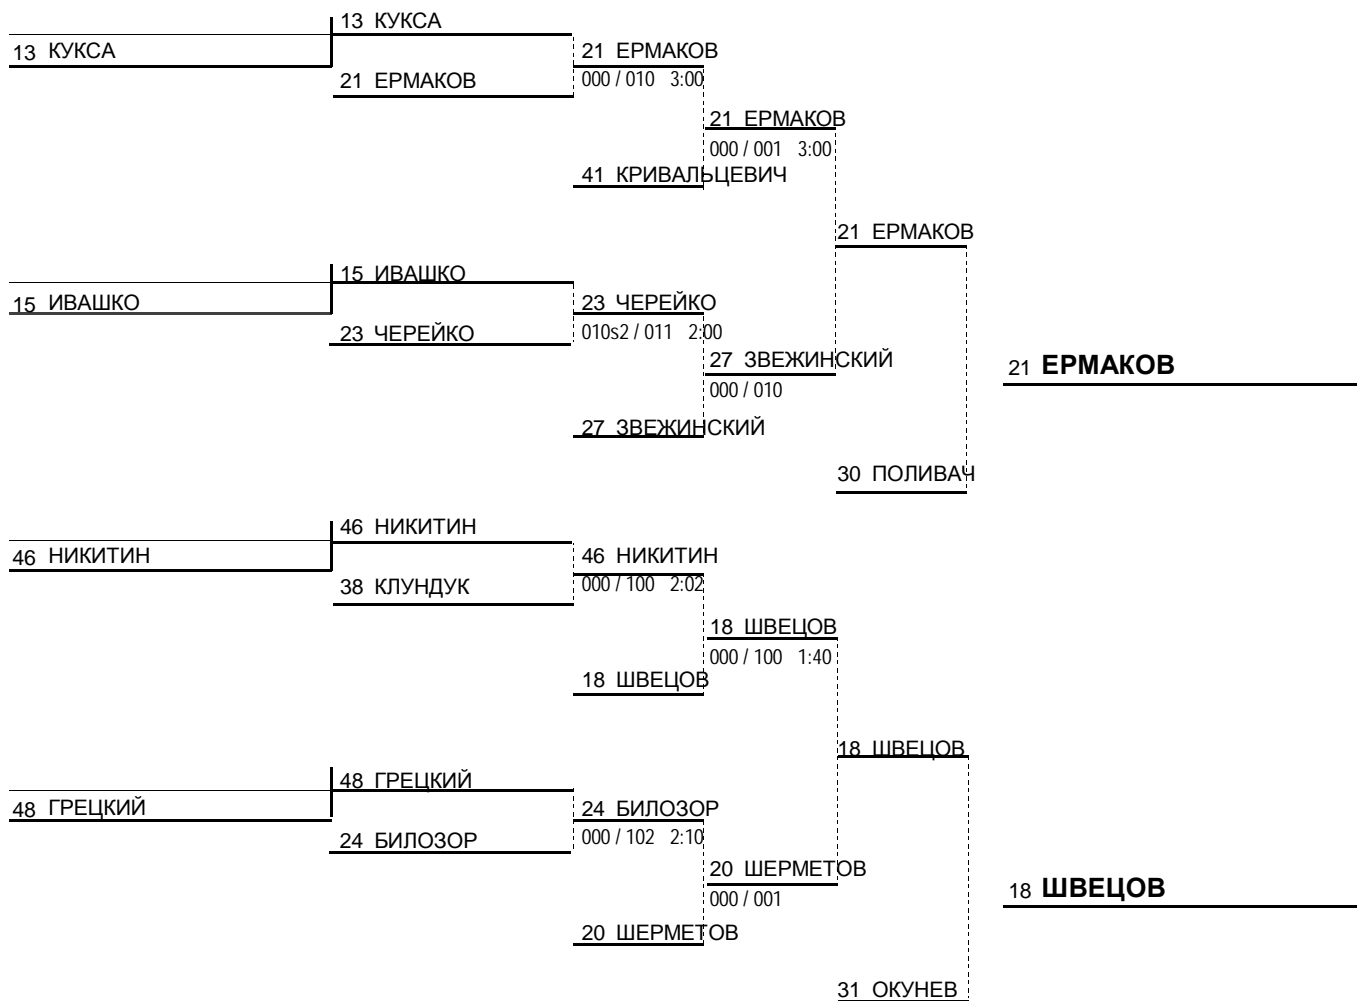 13 КУКСА
13 КУКСА
21 ЕРМАКОВ
21 ЕРМАКОВ
000 / 010 3:00
21 ЕРМАКОВ
000 / 001 3:00
41 КРИВАЛЬЦЕВИЧ
21 ЕРМАКОВ
15 ИВАШКО
15 ИВАШКО
23 ЧЕРЕЙКО
23 ЧЕРЕЙКО
010s2 / 011 2:00
27 ЗВЕЖИНСКИЙ
000 / 010
21 ЕРМАКОВ
27 ЗВЕЖИНСКИЙ
30 ПОЛИВАЧ
46 НИКИТИН
46 НИКИТИН
46 НИКИТИН
38 КЛУНДУК
000 / 100 2:02
18 ШВЕЦОВ
000 / 100 1:40
18 ШВЕЦОВ
18 ШВЕЦОВ
48 ГРЕЦКИЙ
48 ГРЕЦКИЙ
24 БИЛОЗОР
24 БИЛОЗОР
000 / 102 2:10
20 ШЕРМЕТОВ
000 / 001
18 ШВЕЦОВ
20 ШЕРМЕТОВ
31 ОКУНЕВ